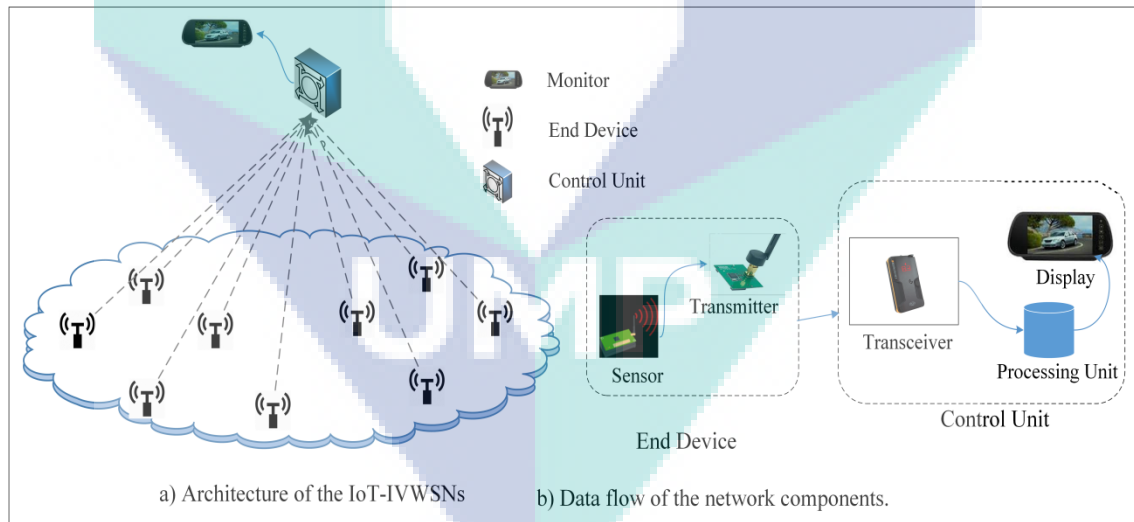 Monitor
End Device
Control Unit
UMP
Sensor
Transmitter
End Device
Transceiver
Display
Processing Unit
Control Unit
a) Architecture of the IoT-IVWSNs
b) Data flow of the network components.